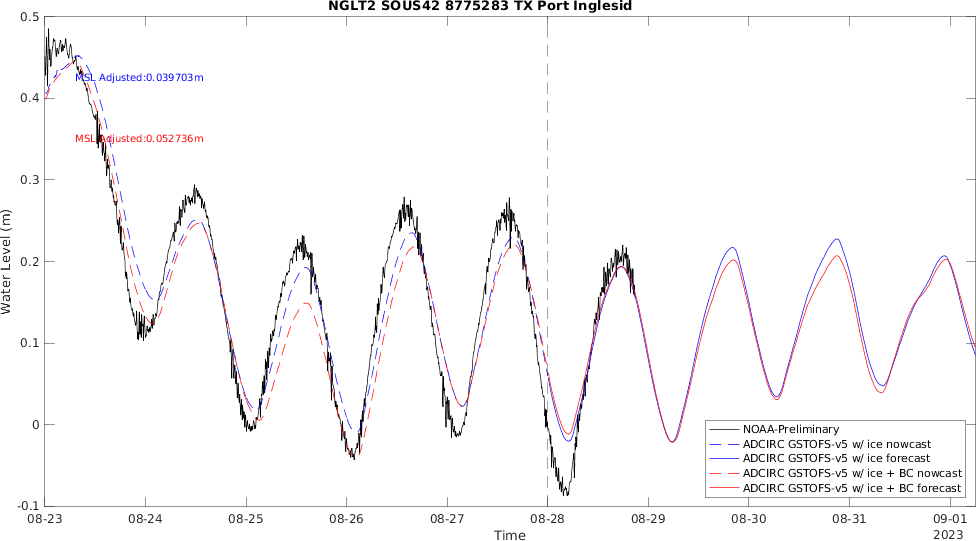 NGLT2 SOUS42 8775283 TX Port Inglesid
0.5
0.4
0.3
0.2
0.1
0
-0.1
Water Level (m)
MSL Adjusted:0.039703m
MSL Adjusted:0.052736m
NOAA-Preliminary
ADCIRC GSTOFS-v5 w/ ice nowcast
ADCIRC GSTOFS-v5 w/ ice forecast
ADCIRC GSTOFS-v5 w/ ice + BC nowcast
ADCIRC GSTOFS-v5 w/ ice + BC forecast
08-23 08-24 08-25 08-26 08-27 08-28 08-29 08-30 08-31 09-01
Time 2023